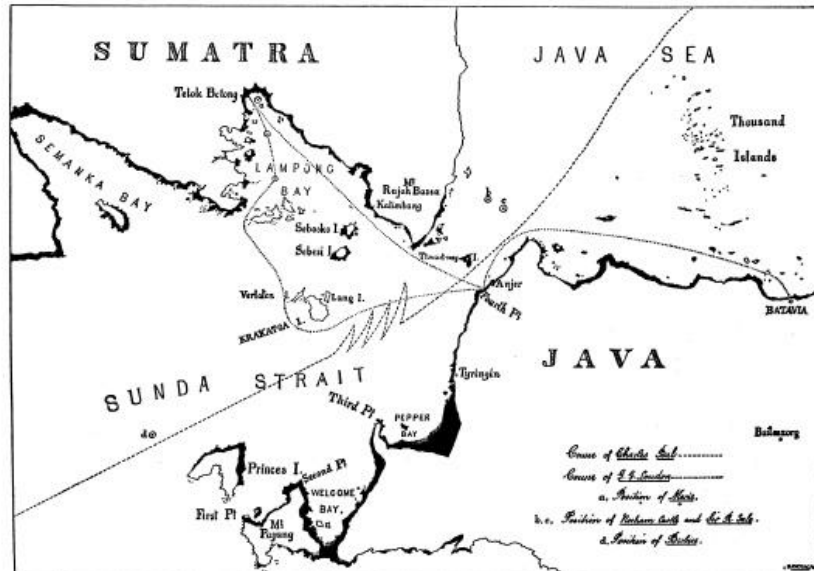 SUMATRA
JAVA SEA
Telok Betong
Thousand
Islands
SEMANKA BAY
LAMPONG
BAY
Mt
Rajah Bassa
Kalimbang
b
c
Sebooko I.
Sebesi I.
I.
Anjer
Fourth Pt
BATAVIA
Verlaten
Lang I.
KRAKATOA I.
JAVA
SUNDA STRAIT
Tyringin
Third Pt
PEPPER
BAY
d
Princes I.
Second Pt
WELCOME
BAY.
First Pt
Mt
Payung
Course of Charles Bal
Course of G. G. Loudon
a. Position of Marie.
b. c. Position of Norham Castle and Sir R. Sale.
d. Position of Berbice.